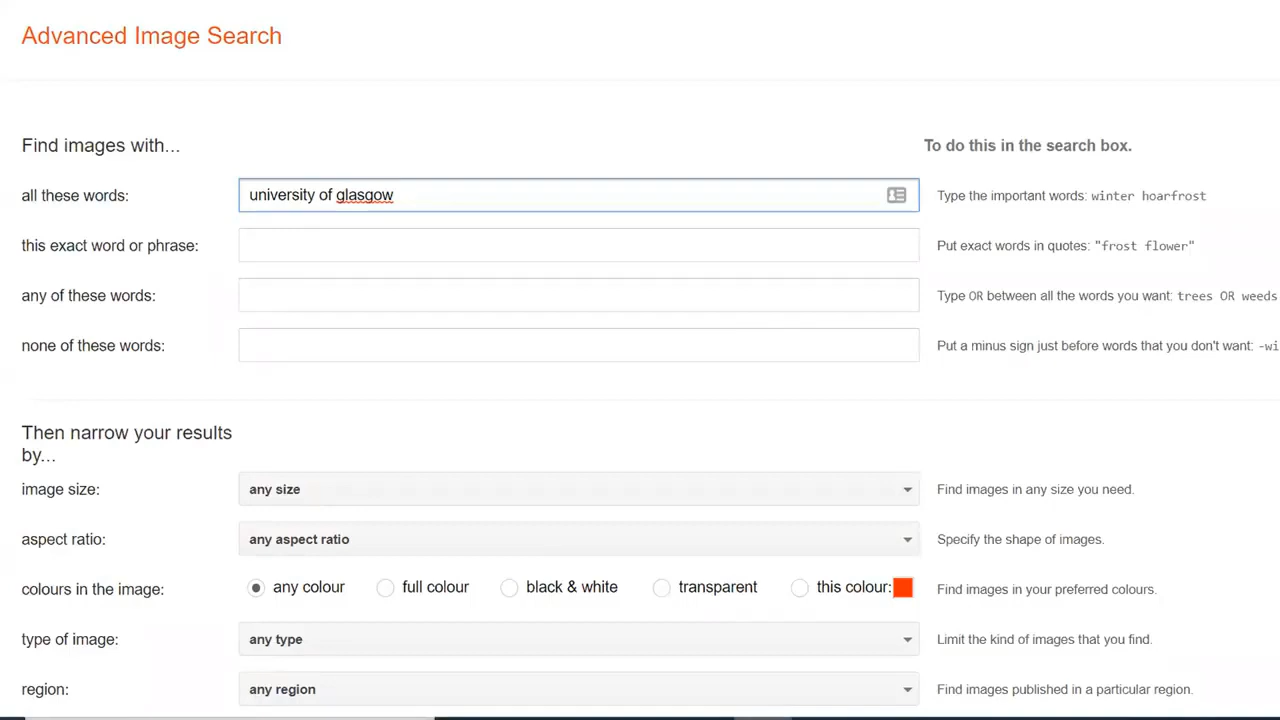 Advanced Image Search
Find images with...
To do this in the search box.
all these words:
university of glasgow
Type the important words: winter hoarfrost
this exact word or phrase:
Put exact words in quotes: "frost flower"
any of these words:
Type OR between all the words you want: trees OR weeds
none of these words:
Put a minus sign just before words that you don't want: -wi
Then narrow your results
by...
image size:
any size
Find images in any size you need.
aspect ratio:
any aspect ratio
Specify the shape of images.
colours in the image:
any colour
full colour
black & white
transparent
this colour:
Find images in your preferred colours.
type of image:
any type
Limit the kind of images that you find.
region:
any region
Find images published in a particular region.